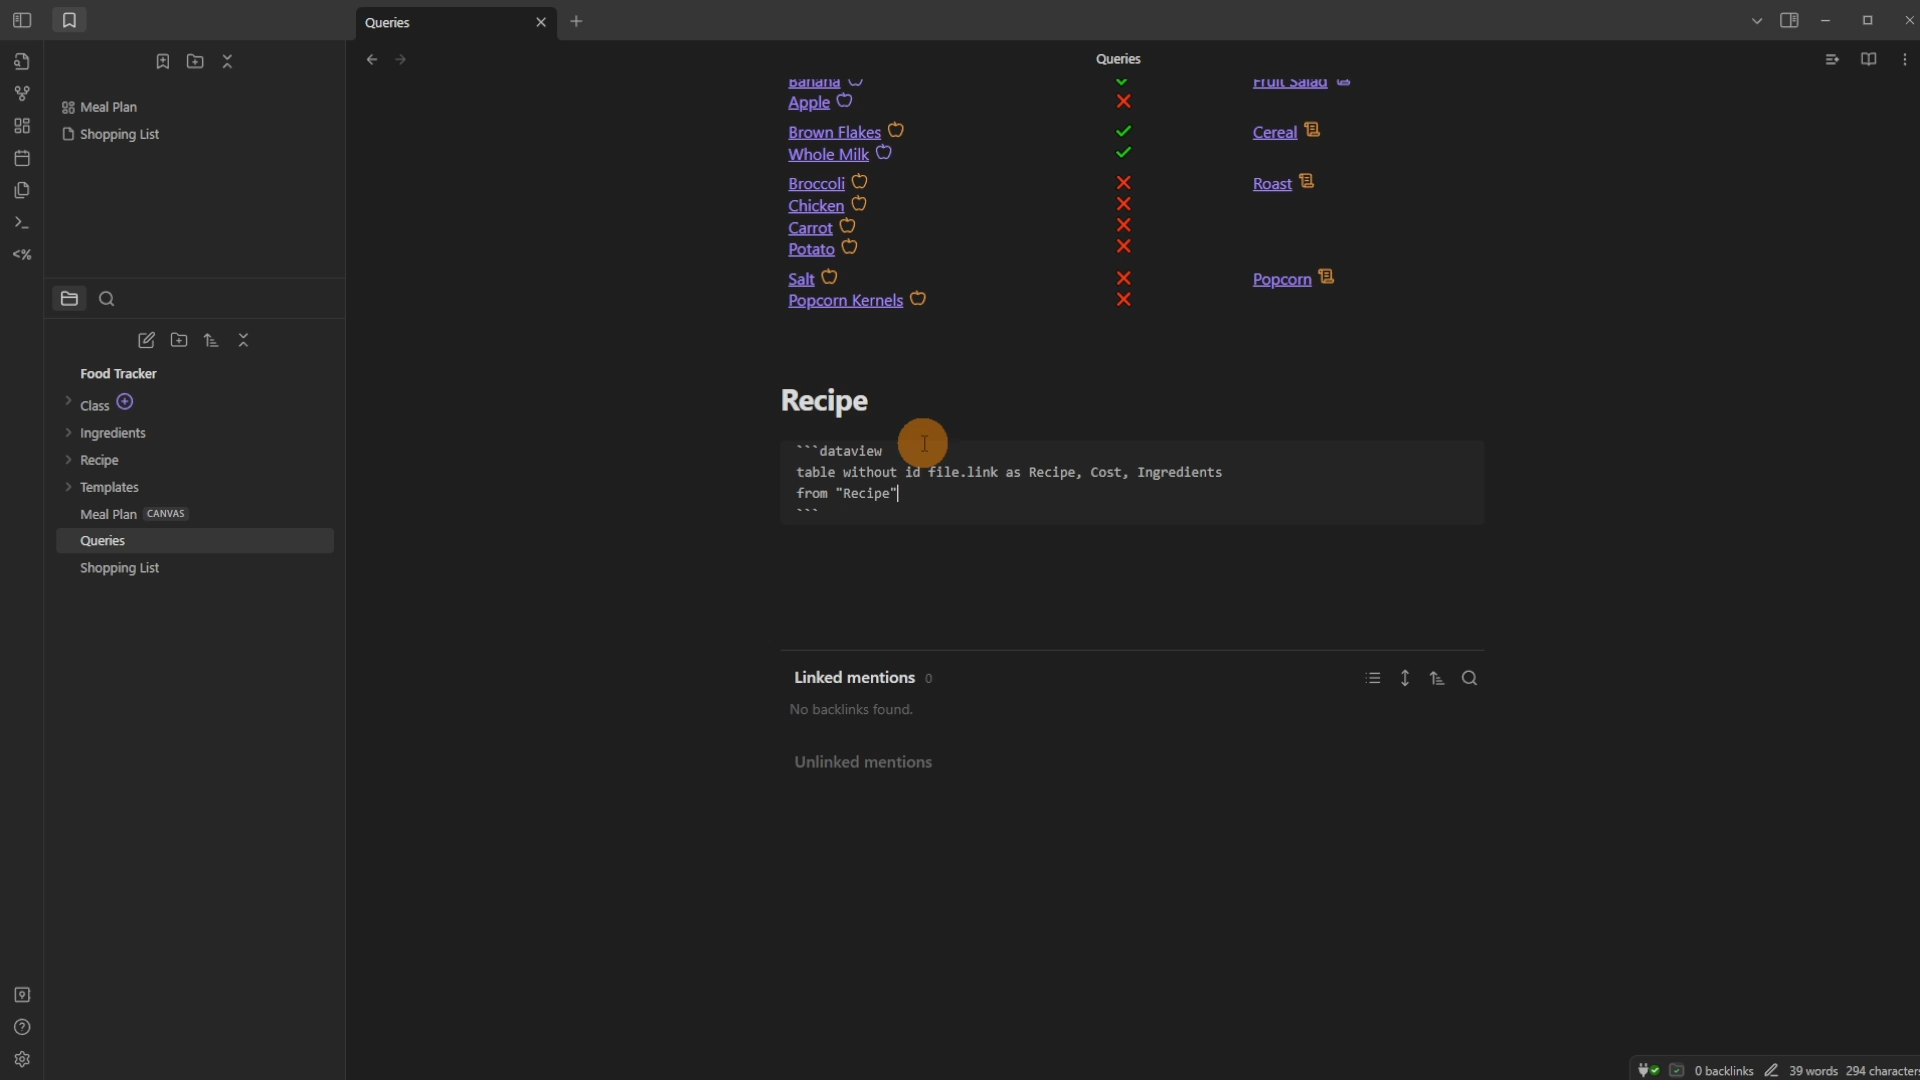 Queries
Queries
Meal Plan
Shopping List
Banana
Fruit Salad
Apple
Brown Flakes
Cereal
Whole Milk
Broccoli
Roast
Chicken
Carrot
Potato
Salt
Popcorn
Popcorn Kernels
<%
Food Tracker
Class
Ingredients
Recipe
Templates
Meal Plan CANVAS
Queries
Shopping List
Recipe
```dataview
table without id file.link as Recipe, Cost, Ingredients
from "Recipe"
```
Linked mentions 0
No backlinks found.
Unlinked mentions
0 backlinks 39 words 294 characters